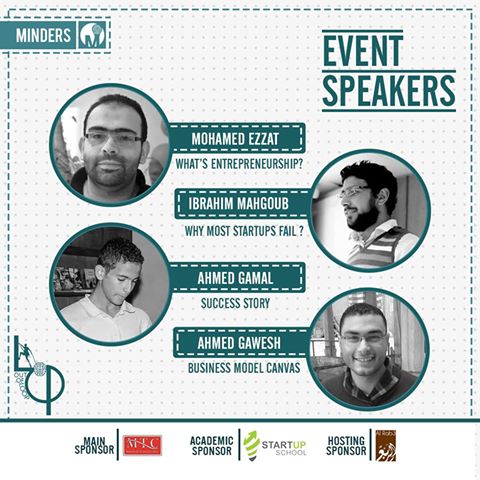 MINDERS
EVENT
SPEAKERS
MOHAMED EZZAT
WHAT'S ENTREPRENEURSHIP?
IBRAHIM MAHGOUB
WHY MOST STARTUPS FAIL ?
AHMED GAMAL
SUCCESS STORY
AHMED GAWESH
BUSINESS MODEL CANVAS
MAIN
SPONSOR
ACADEMIC
SPONSOR
STARTUP
SCHOOL
HOSTING
SPONSOR